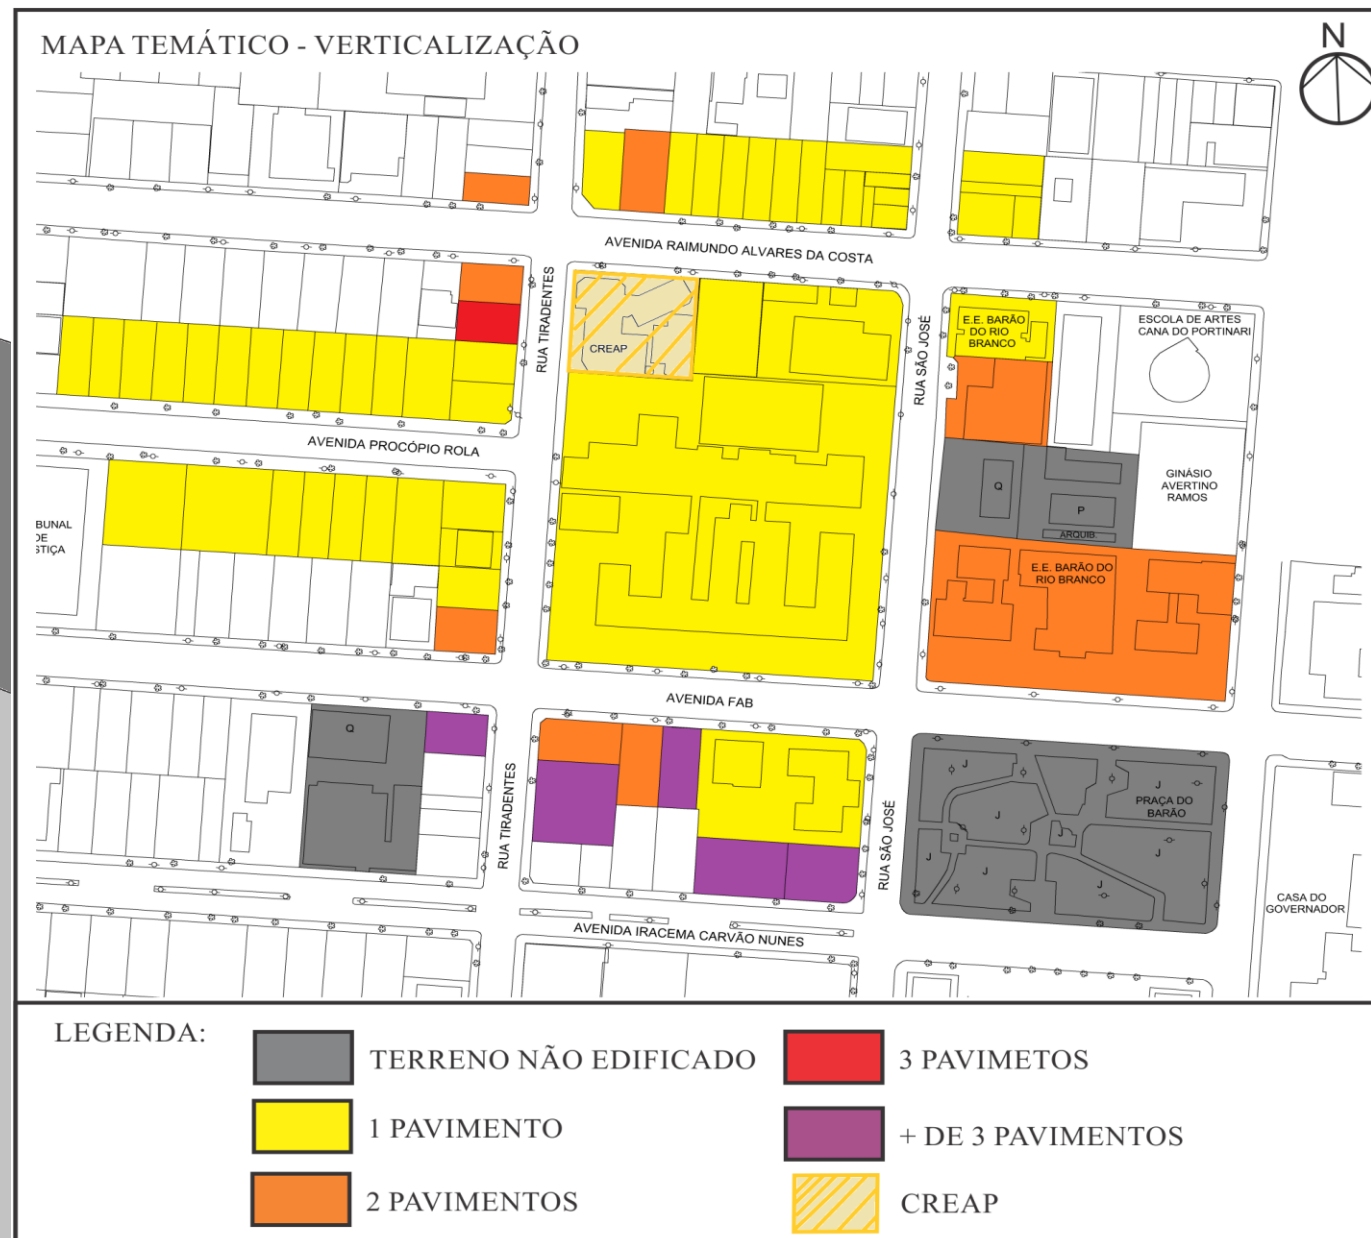 MAPA TEMÁTICO - VERTICALIZAÇÃO
N
AVENIDA RAIMUNDO ALVARES DA COSTA
RUA TIRADENTES
CREAP
RUA SÃO JOSÉ
E.E. BARÃO
DO RIO
BRANCO
ESCOLA DE ARTES
CANA DO PORTINARI
AVENIDA PROCÓPIO ROLA
GINÁSIO
AVERTINO
RAMOS
Q
P
ARQUIB.
BUNAL
DE
STIÇA
E.E. BARÃO DO
RIO BRANCO
AVENIDA FAB
Q
RUA TIRADENTES
RUA SÃO JOSÉ
J
J
J
PRAÇA DO
BARÃO
J
J
J
J
J
J
CASA DO
GOVERNADOR
AVENIDA IRACEMA CARVÃO NUNES
LEGENDA:
TERRENO NÃO EDIFICADO
1 PAVIMENTO
2 PAVIMENTOS
3 PAVIMETOS
+ DE 3 PAVIMENTOS
CREAP